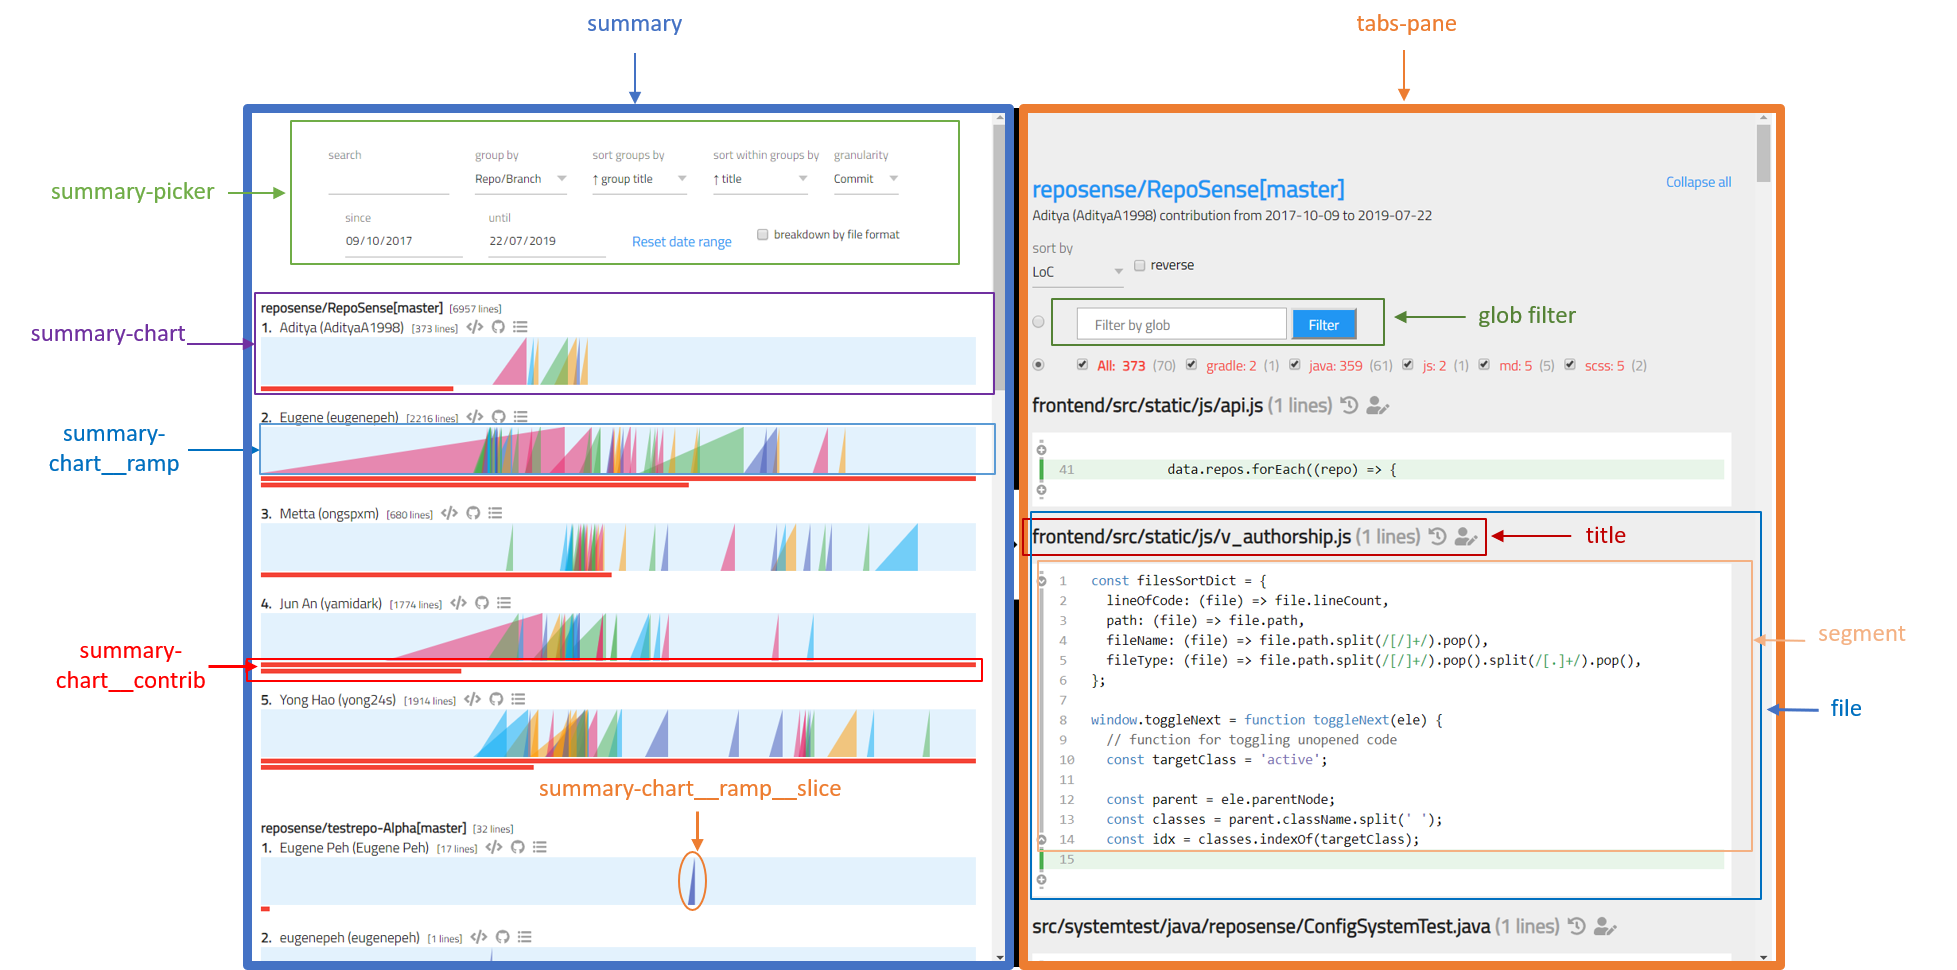 summary
tabs-pane
summary-picker
search
group by
sort groups by
sort within groups by
granularity
Repo/Branch
↑ group title
↑ title
Commit
since
until
09/10/2017
22/07/2019
Reset date range
breakdown by file format
summary-chart
reposense/RepoSense[master] [6957 lines]
1. Aditya (AdityaA1998) [373 lines]
2. Eugene (eugenepeh) [2216 lines]
summary-
chart__ramp
3. Metta (ongspxm) [680 lines]
4. Jun An (yamidark) [1774 lines]
summary-
chart__contrib
5. Yong Hao (yong24s) [1914 lines]
summary-chart__ramp__slice
reposense/testrepo-Alpha[master] [32 lines]
1. Eugene Peh (Eugene Peh) [17 lines]
2. eugenepeh (eugenepeh) [1 lines]
reposense/RepoSense[master]
Collapse all
Aditya (AdityaA1998) contribution from 2017-10-09 to 2019-07-22
sort by
LoC
reverse
Filter by glob
Filter
glob filter
All: 373 (70) gradle: 2 (1) java: 359 (61) js: 2 (1) md: 5 (5) scss: 5 (2)
frontend/src/static/js/api.js (1 lines)
41 data.repos.forEach((repo) => {
frontend/src/static/js/v_authorship.js (1 lines)
title
1 const filesSortDict = {
2 lineOfCode: (file) => file.lineCount,
3 path: (file) => file.path,
4 fileName: (file) => file.path.split(/[/]+/).pop(),
5 fileType: (file) => file.path.split(/[/]+/).pop().split(/[.]+/).pop(),
6 };
7
8 window.toggleNext = function toggleNext(ele) {
9 // function for toggling unopened code
10 const targetClass = 'active';
11
12 const parent = ele.parentNode;
13 const classes = parent.className.split(' ');
14 const idx = classes.indexOf(targetClass);
15
segment
file
src/systemtest/java/reposense/ConfigSystemTest.java (1 lines)